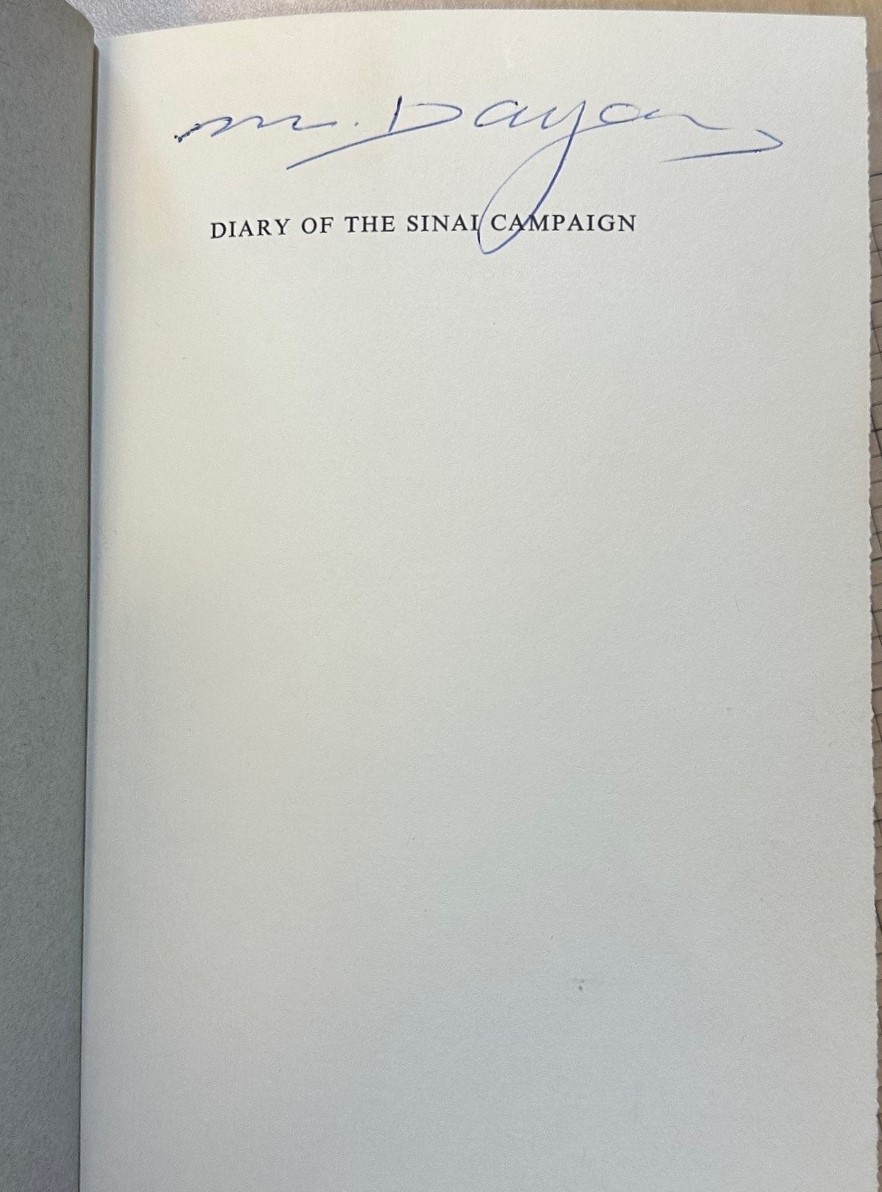 M. Dayan
DIARY OF THE SINAI CAMPAIGN